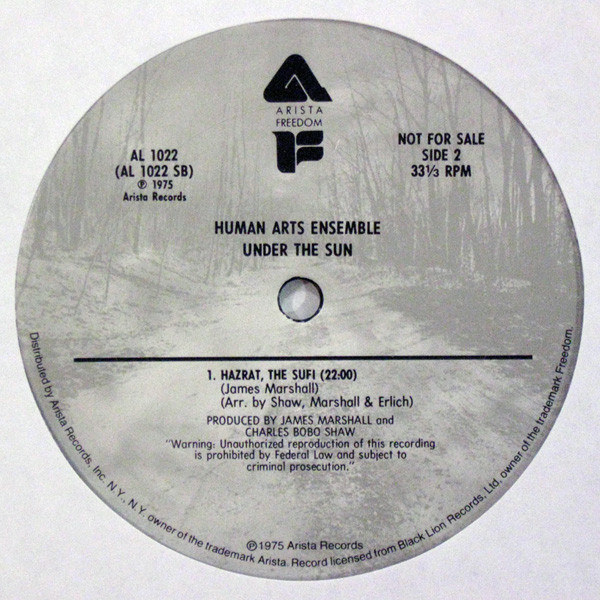 ARISTA
FREEDOM
AL 1022
(AL 1022 SB)
℗ 1975
Arista Records
NOT FOR SALE
SIDE 2
33⅓ RPM
HUMAN ARTS ENSEMBLE
UNDER THE SUN
1. HAZRAT, THE SUFI (22:00)
(James Marshall)
(Arr. by Shaw, Marshall & Erlich)
PRODUCED BY JAMES MARSHALL and
CHARLES BOBO SHAW
"Warning: Unauthorized reproduction of this recording
is prohibited by Federal Law and subject to
criminal prosecution."
℗1975 Arista Records
Distributed by Arista Records, Inc. N.Y., N.Y. owner of the trademark Arista. Record licensed from Black Lion Records, Ltd. owner of the trademark Freedom.